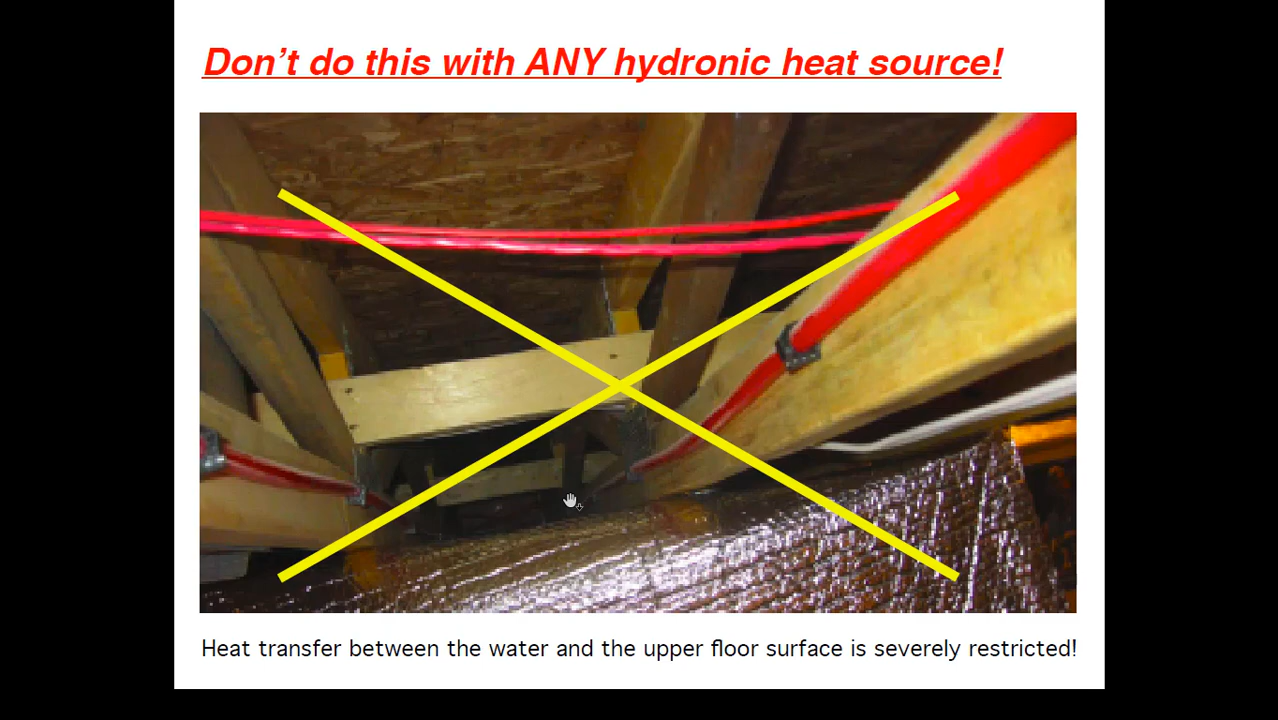 Don't do this with ANY hydronic heat source!
Heat transfer between the water and the upper floor surface is severely restricted!